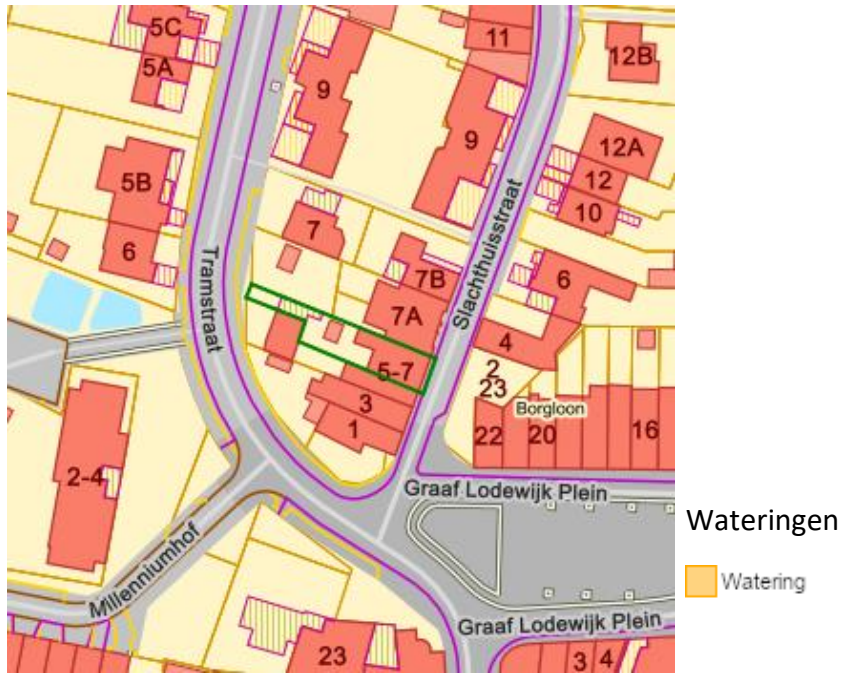 5C
5A
11
12B
9
9
12A
12
10
5B
6
7
7B
6
7A
4
5-7
2
23
3
1
22
20
16
2-4
23
3
4
Tramstraat
Slachthuisstraat
Borgloon
Graaf Lodewijk Plein
Millenniumhof
Graaf Lodewijk Plein
Wateringen
Watering